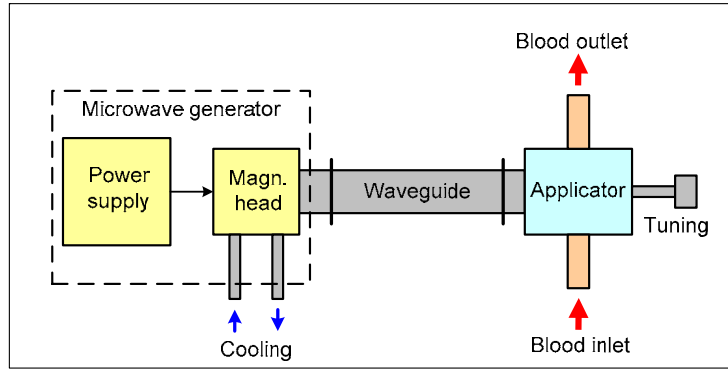 Blood outlet
Microwave generator
Power
supply
Magn.
head
Waveguide
Applicator
Tuning
Cooling
Blood inlet